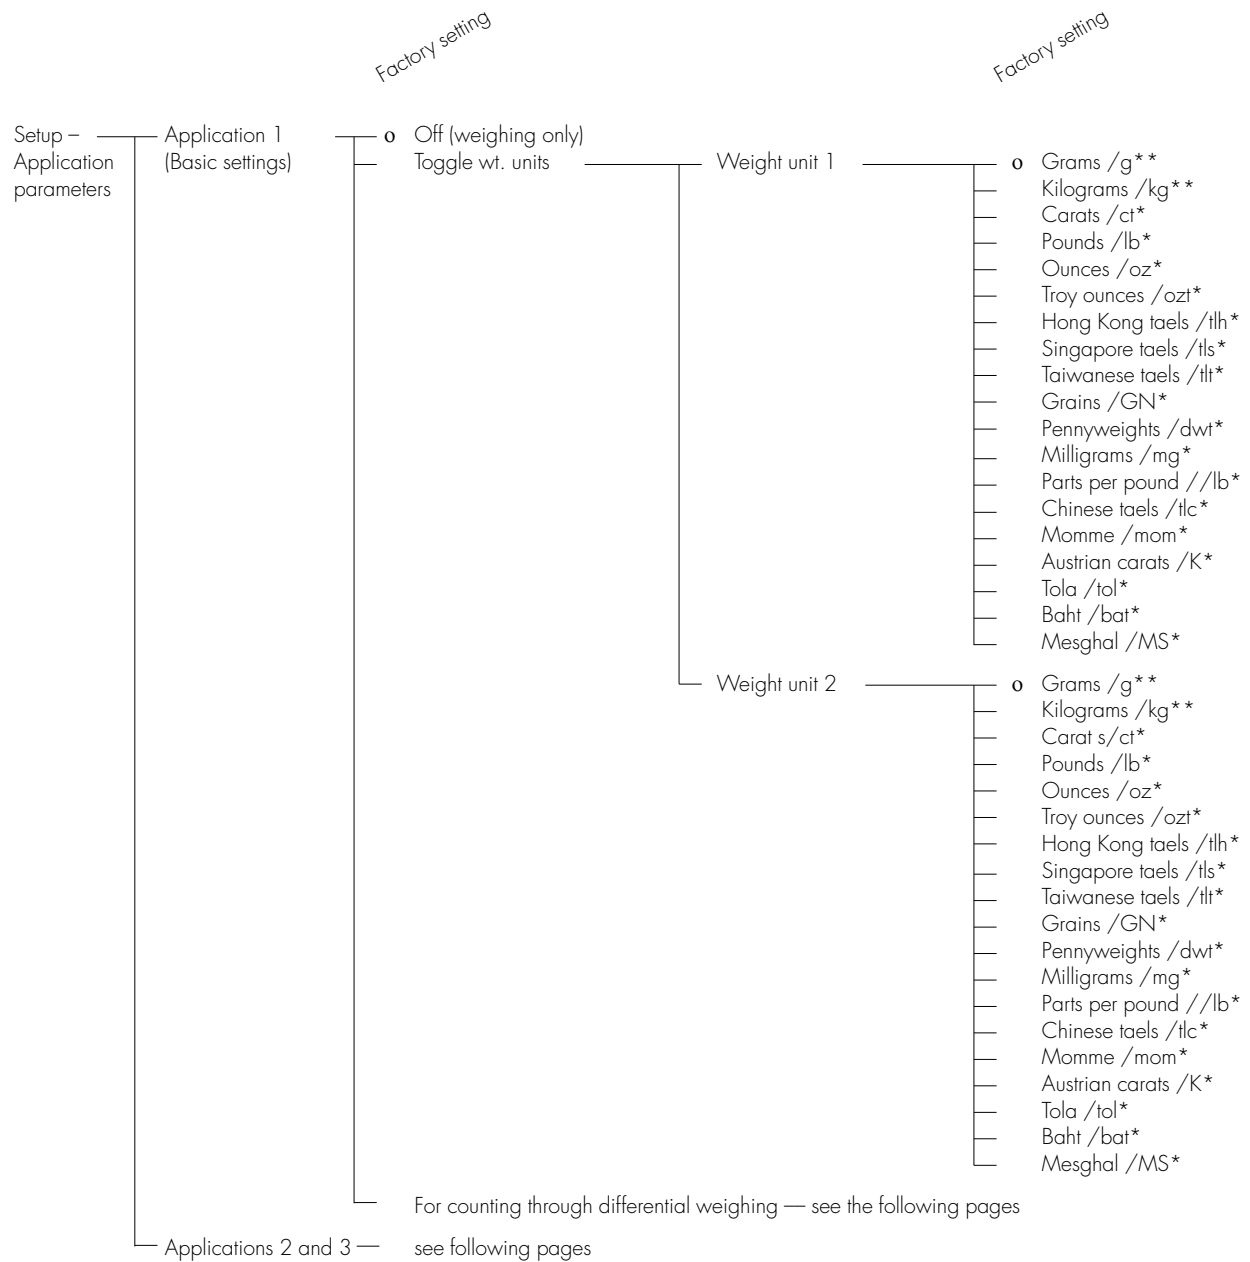 Factory setting
Factory setting
Setup – Application 1 o Off (weighing only)
Application (Basic settings) Toggle wt. units Weight unit 1 o Grams /g**
parameters Kilograms /kg**
Carats /ct*
Pounds /lb*
Ounces /oz*
Troy ounces /ozt*
Hong Kong taels /tlh*
Singapore taels /tls*
Taiwanese taels /tlt*
Grains /GN*
Pennyweights /dwt*
Milligrams /mg*
Parts per pound //lb*
Chinese taels /tlc*
Momme /mom*
Austrian carats /K*
Tola /tol*
Baht /bat*
Mesghal /MS*
Weight unit 2 o Grams /g**
Kilograms /kg**
Carat s/ct*
Pounds /lb*
Ounces /oz*
Troy ounces /ozt*
Hong Kong taels /tlh*
Singapore taels /tls*
Taiwanese taels /tlt*
Grains /GN*
Pennyweights /dwt*
Milligrams /mg*
Parts per pound //lb*
Chinese taels /tlc*
Momme /mom*
Austrian carats /K*
Tola /tol*
Baht /bat*
Mesghal /MS*
For counting through differential weighing — see the following pages
Applications 2 and 3 — see following pages